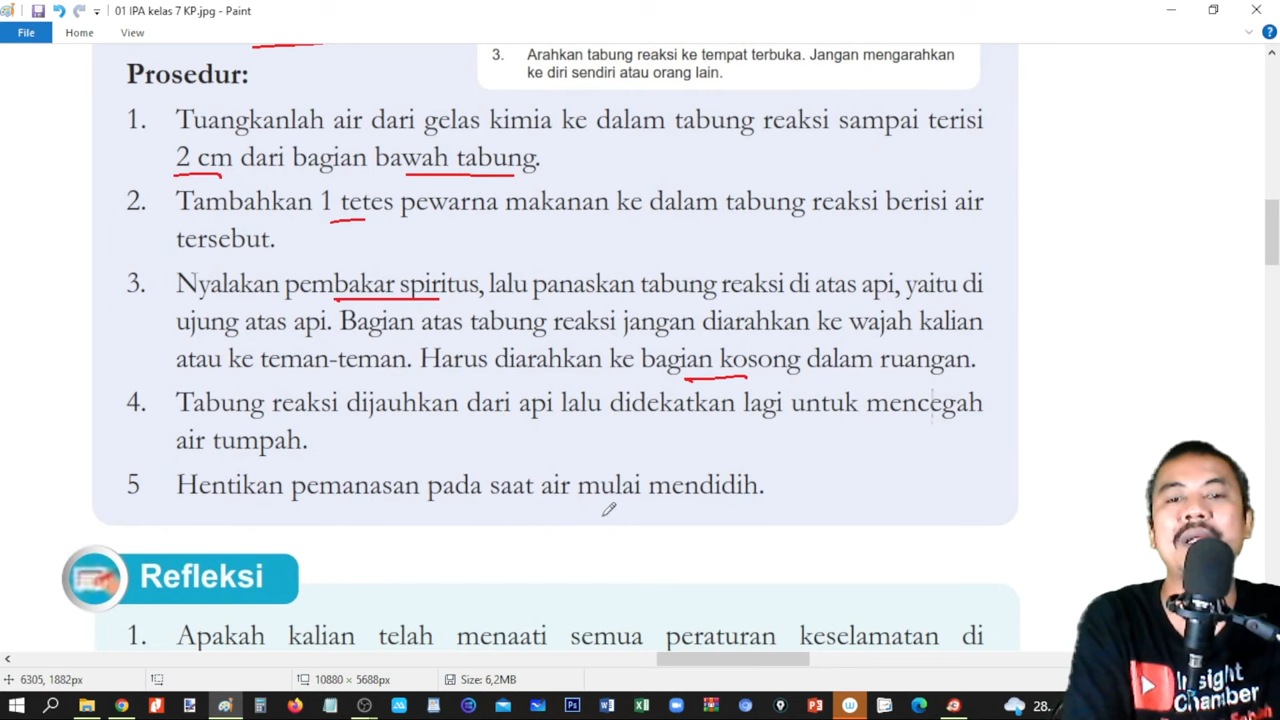 01 IPA kelas 7 KP.jpg - Paint
File Home View
3. Arahkan tabung reaksi ke tempat terbuka. Jangan mengarahkan
ke diri sendiri atau orang lain.
Prosedur:
1. Tuangkanlah air dari gelas kimia ke dalam tabung reaksi sampai terisi
2 cm dari bagian bawah tabung.
2. Tambahkan 1 tetes pewarna makanan ke dalam tabung reaksi berisi air
tersebut.
3. Nyalakan pembakar spiritus, lalu panaskan tabung reaksi di atas api, yaitu di
ujung atas api. Bagian atas tabung reaksi jangan diarahkan ke wajah kalian
atau ke teman-teman. Harus diarahkan ke bagian kosong dalam ruangan.
4. Tabung reaksi dijauhkan dari api lalu didekatkan lagi untuk mencegah
air tumpah.
5 Hentikan pemanasan pada saat air mulai mendidih.
Refleksi
1. Apakah kalian telah menaati semua peraturan keselamatan di
Insight
Chamber
6305, 1882px 10880 × 5688px Size: 6,2MB
28..